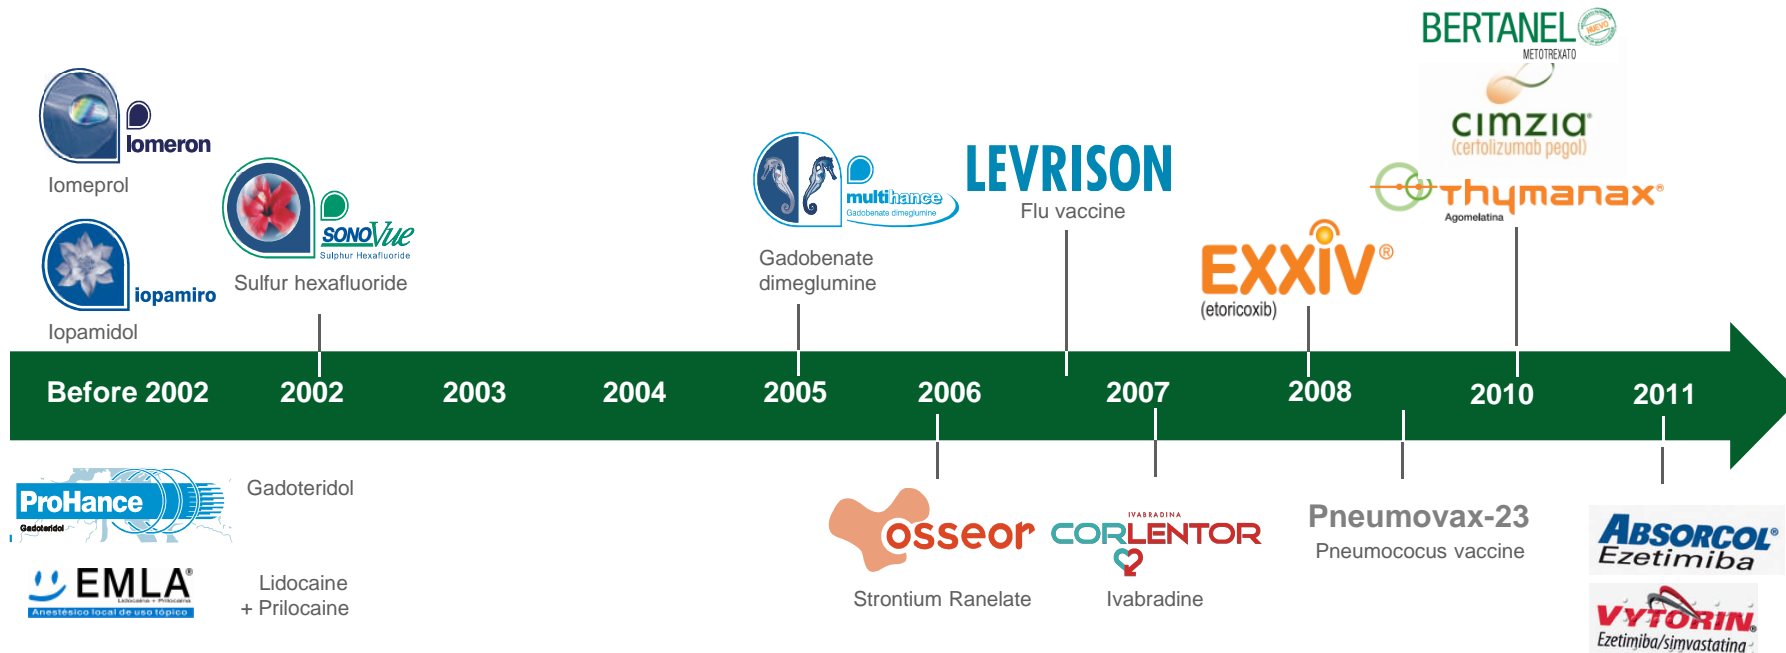 BERTANEL
NUEVO
METOTREXATO
cimzia®
(certolizumab pegol)
Thymanax®
Agomelatina
Iomeron
Iomeprol
iopamiro
Iopamidol
SONOVue
Sulphur Hexafluoride
Sulfur hexafluoride
multihance
Gadobenate dimeglumine
Gadobenate
dimeglumine
LEVRISON
Flu vaccine
EXXIV®
(etoricoxib)
Before 2002
2002
2003
2004
2005
2006
2007
2008
2010
2011
ProHance
Gadoteridol
Gadoteridol
EMLA®
Lidocaina + Prilocaina
Anestésico local de uso tópico
Lidocaine
+ Prilocaine
osseor
Strontium Ranelate
IVABRADINA
CORLENTOR
Ivabradine
Pneumovax-23
Pneumococus vaccine
ABSORCOL®
Ezetimiba
VYTORIN®
Ezetimiba/simvastatina